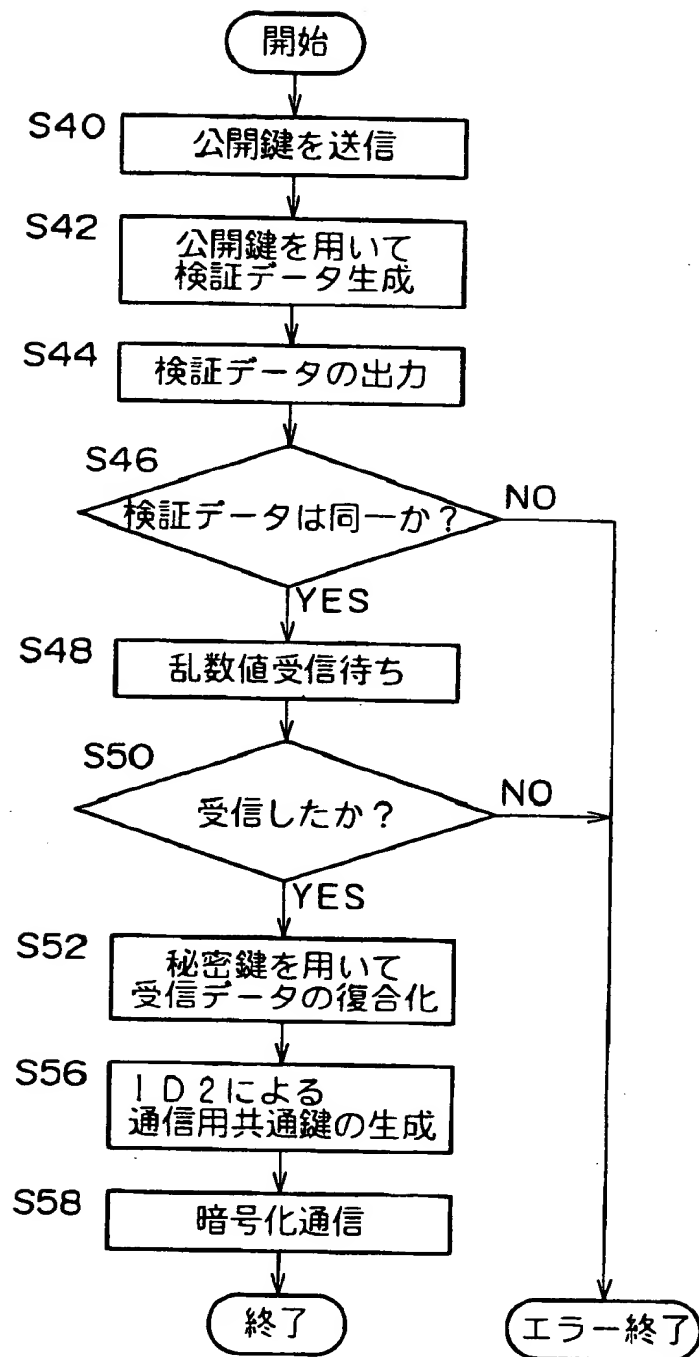 開始
S40
公開鍵を送信
S42
公開鍵を用いて
検証データ生成
S44
検証データの出力
S46
検証データは同一か？
NO
YES
S48
乱数値受信待ち
S50
受信したか？
NO
YES
S52
秘密鍵を用いて
受信データの復合化
S56
ID2による
通信用共通鍵の生成
S58
暗号化通信
終了
エラー終了